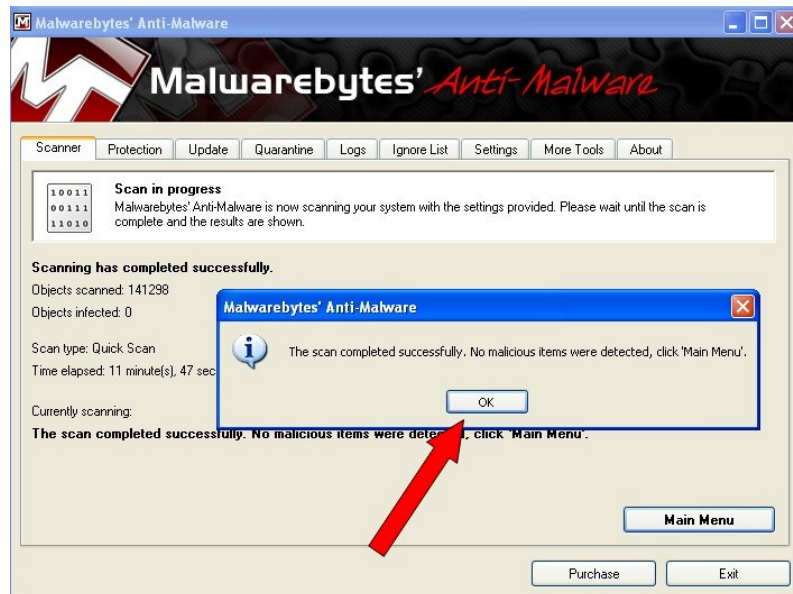 Malwarebytes' Anti-Malware
Malwarebytes' Anti-Malware
Scanner Protection Update Quarantine Logs Ignore List Settings More Tools About
10011
00111
11010
Scan in progress
Malwarebytes' Anti-Malware is now scanning your system with the settings provided. Please wait until the scan is
complete and the results are shown.
Scanning has completed successfully.
Objects scanned: 141298
Objects infected: 0
Scan type: Quick Scan
Time elapsed: 11 minute(s), 47 sec
Malwarebytes' Anti-Malware
The scan completed successfully. No malicious items were detected, click 'Main Menu'.
OK
Currently scanning:
The scan completed successfully. No malicious items were detected, click 'Main Menu'.
Main Menu
Purchase Exit